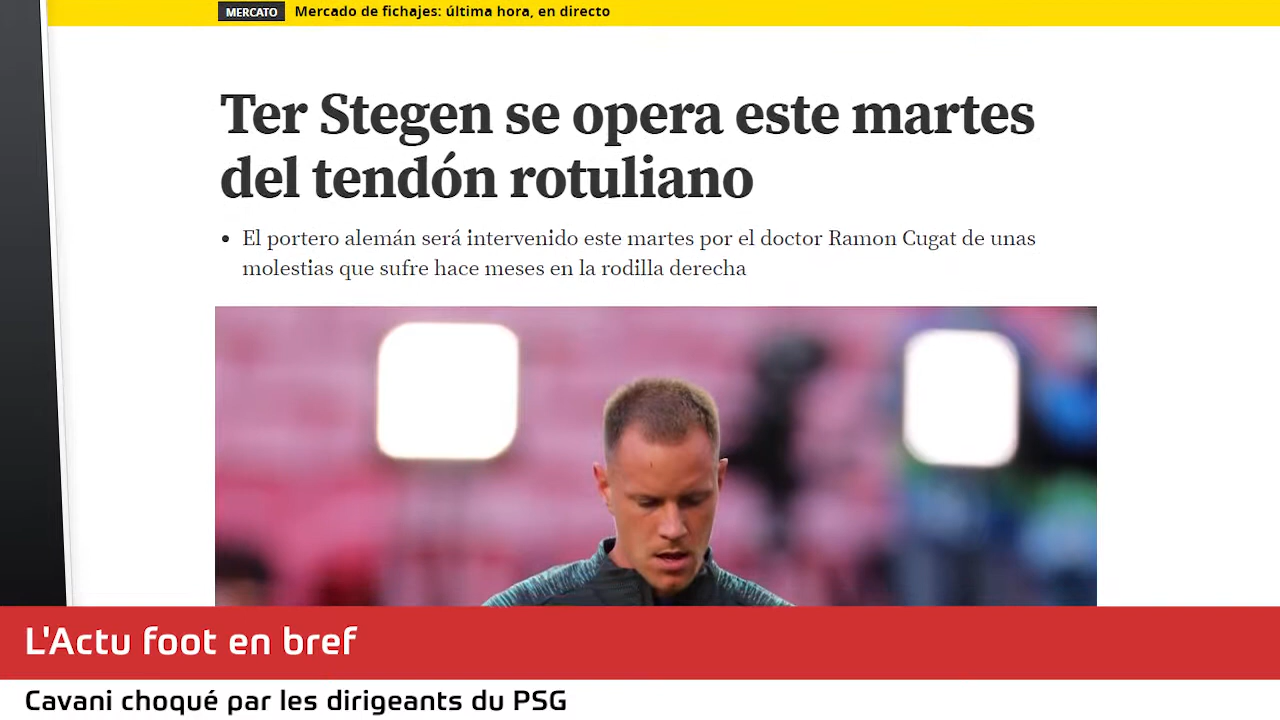 MERCATO Mercado de fichajes: última hora, en directo
Ter Stegen se opera este martes
del tendón rotuliano
• El portero alemán será intervenido este martes por el doctor Ramon Cugat de unas
molestias que sufre hace meses en la rodilla derecha
L'Actu foot en bref
Cavani choqué par les dirigeants du PSG